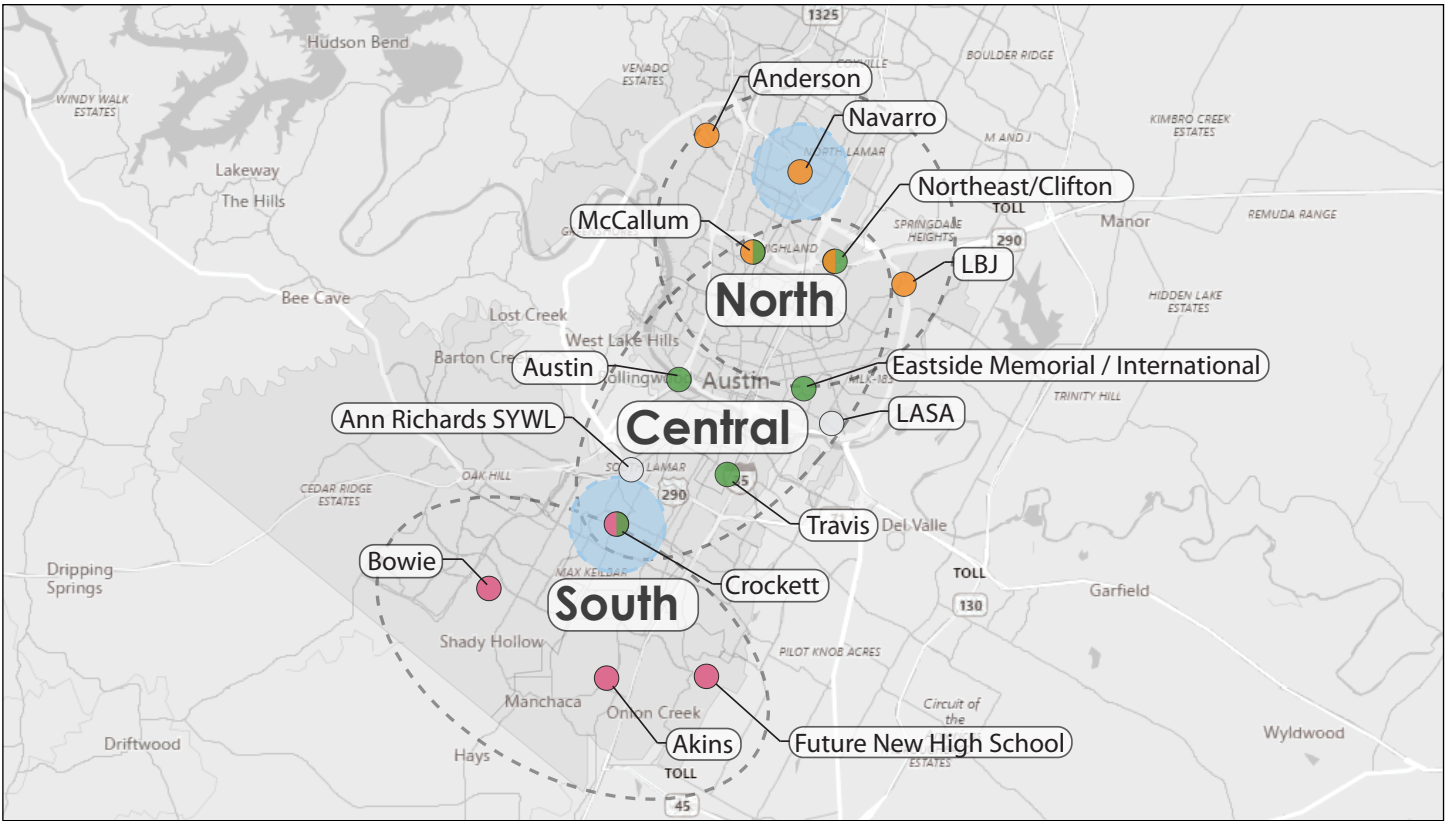 1325
Hudson Bend
VENADO
ESTATES
BOULDER RIDGE
Anderson
WINDY WALK
ESTATES
Navarro
KIMBRO CREEK
ESTATES
M AND J
NORTH LAMAR
Lakeway
The Hills
Northeast/Clifton
TOLL
290
McCallum
SPRINGDALE
HEIGHTS
Manor
REMUDA RANGE
HIGHLAND
LBJ
North
Bee Cave
HIDDEN LAKE
ESTATES
Lost Creek
West Lake Hills
Barton Cre
Austin
Austin
Eastside Memorial / International
MLK-183
TRINITY HILL
Ann Richards SYWL
Central
LASA
OAK HILL
SOUTH LAMAR
CEDAR RIDGE
ESTATES
290
Travis
Del Valle
Bowie
Dripping
Springs
Crockett
South
TOLL
130
Garfield
Shady Hollow
PILOT KNOB ACRES
Manchaca
Onion Creek
Circuit of
the
Akins
Future New High School
ESTATES
Wyldwood
Driftwood
Hays
TOLL
45